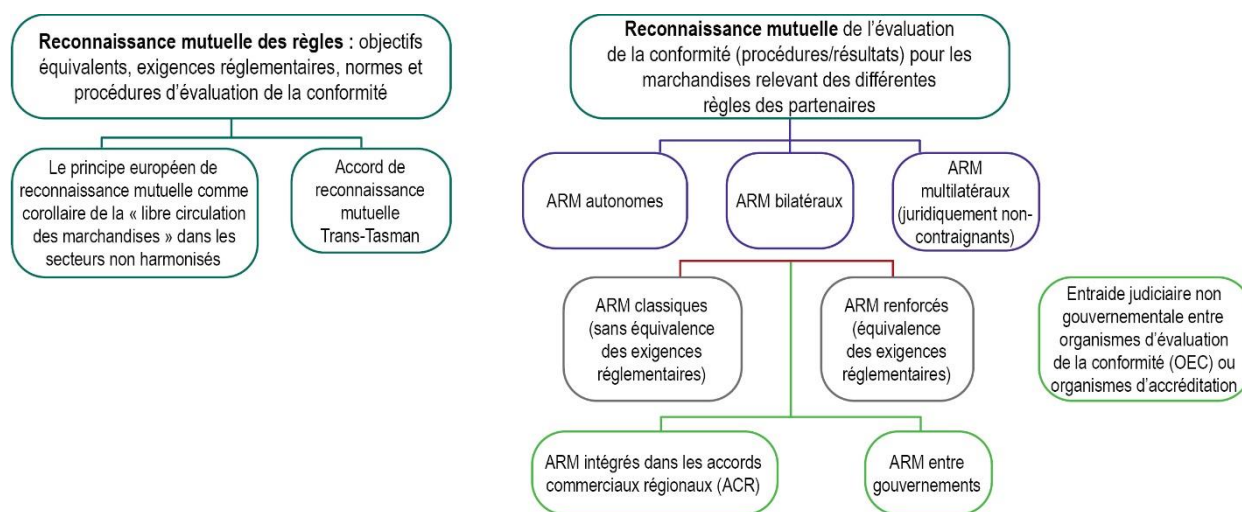 Reconnaissance mutuelle des règles : objectifs
équivalents, exigences réglementaires, normes et
procédures d’évaluation de la conformité
Le principe européen de
reconnaissance mutuelle comme
corollaire de la « libre circulation
des marchandises » dans les
secteurs non harmonisés
Accord de
reconnaissance
mutuelle
Trans-Tasman
Reconnaissance mutuelle de l’évaluation
de la conformité (procédures/résultats) pour les
marchandises relevant des différentes
règles des partenaires
ARM autonomes
ARM bilatéraux
ARM
multilatéraux
(juridiquement non-
contraignants)
ARM classiques
(sans équivalence
des exigences
réglementaires)
ARM renforcés
(équivalence
des exigences
réglementaires)
Entraide judiciaire non
gouvernementale entre
organismes d’évaluation
de la conformité (OEC) ou
organismes d’accréditation
ARM intégrés dans les accords
commerciaux régionaux (ACR)
ARM entre
gouvernements